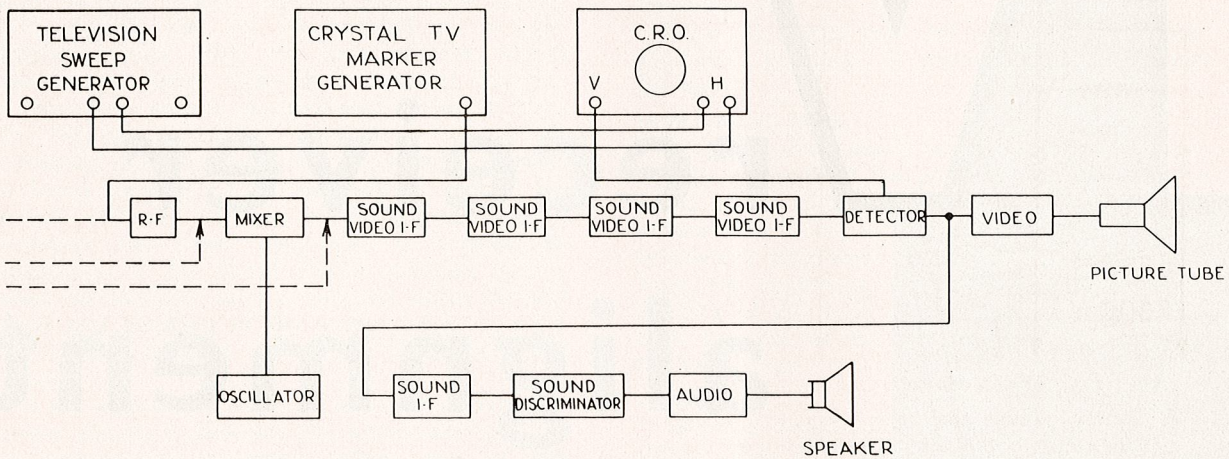 TELEVISION
SWEEP
GENERATOR
CRYSTAL TV
MARKER
GENERATOR
C.R.O.
V
H
R-F
MIXER
SOUND
VIDEO I-F
SOUND
VIDEO I-F
SOUND
VIDEO I-F
SOUND
VIDEO I-F
DETECTOR
VIDEO
PICTURE TUBE
OSCILLATOR
SOUND
I-F
SOUND
DISCRIMINATOR
AUDIO
SPEAKER